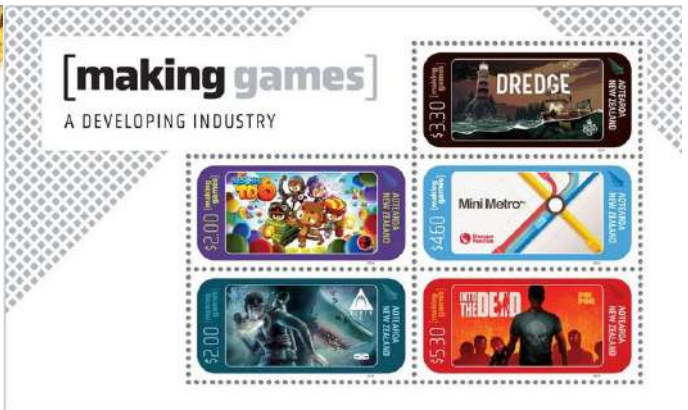 [making games]
A DEVELOPING INDUSTRY
DREDGE
$3.30
[making games]
AOTEAROA
NEW ZEALAND
TD6
$2.00
[making games]
AOTEAROA
NEW ZEALAND
Mini Metro
$4.60
[making games]
AOTEAROA
NEW ZEALAND
$2.00
[making games]
AOTEAROA
NEW ZEALAND
INTO
THE DEAD
$5.30
[making games]
AOTEAROA
NEW ZEALAND